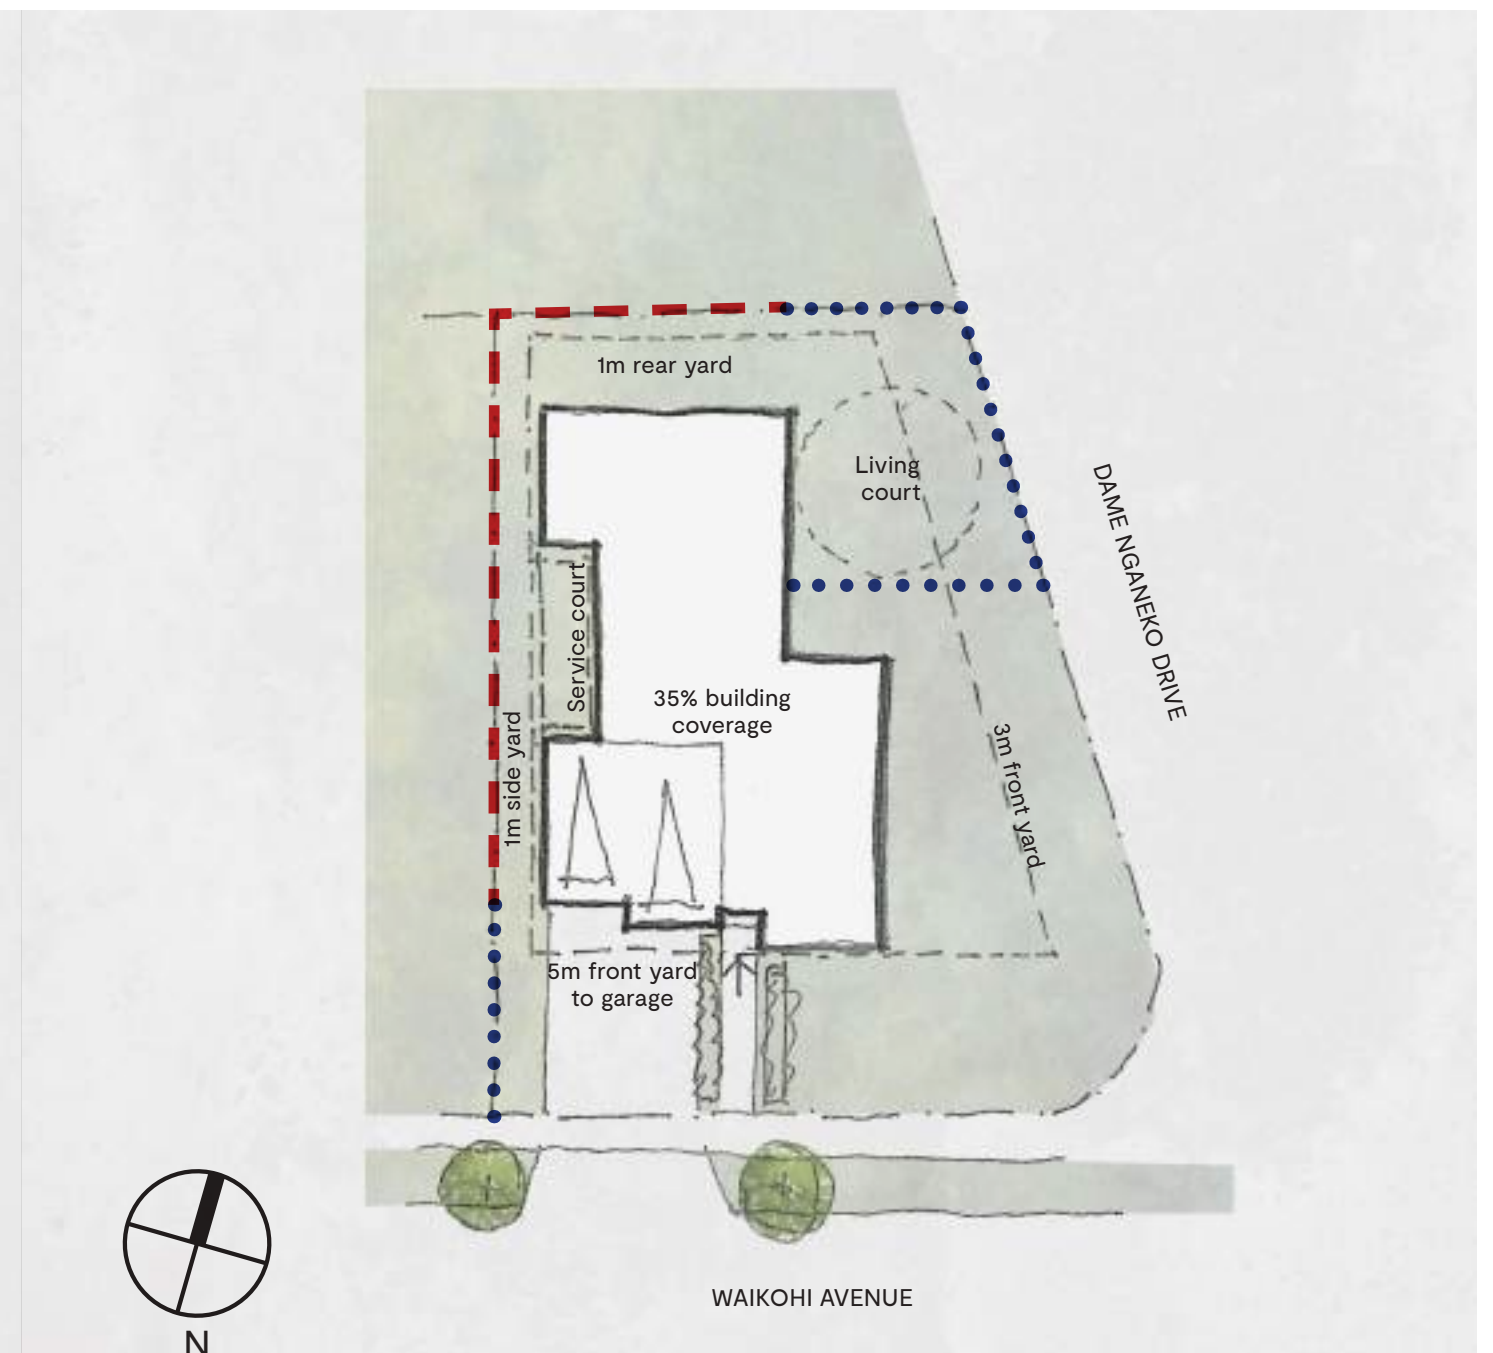 1m rear yard
Living
court
DAME NGANEKO DRIVE
Service court
35% building
coverage
1m side yard
3m front yard
5m front yard
to garage
WAIKOHI AVENUE
N